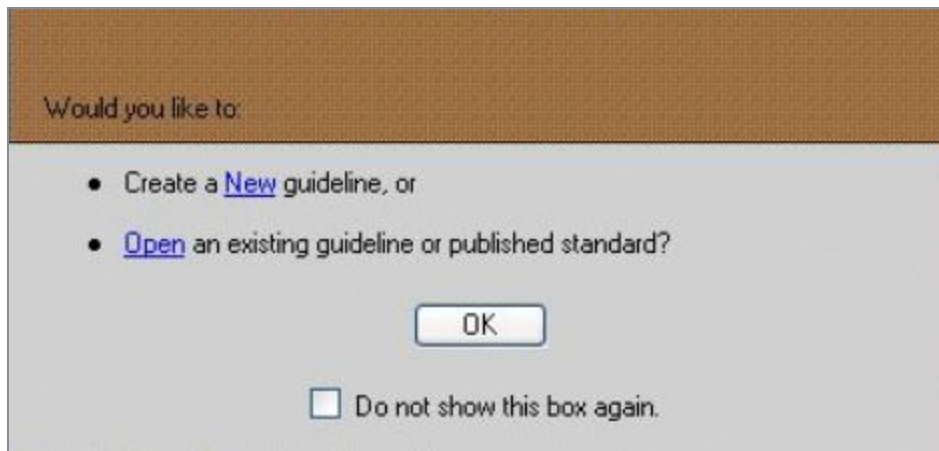 Would you like to:
• Create a New guideline, or
• Open an existing guideline or published standard?
OK
Do not show this box again.